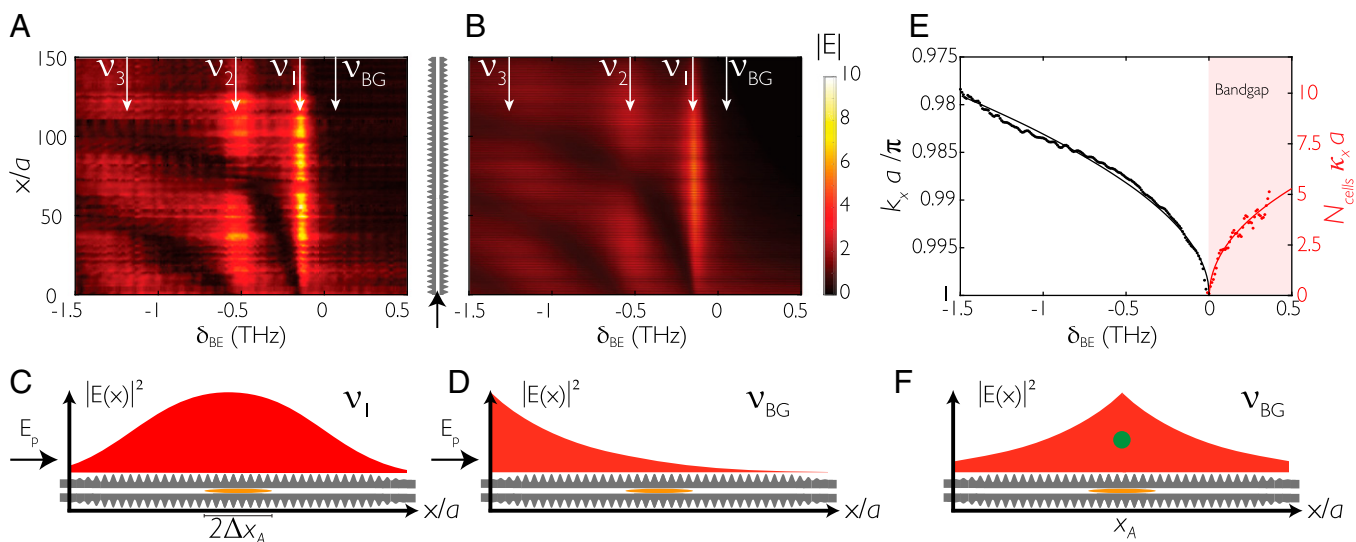 A
B
|E|
E
150
100
50
0
x/a
ν3
ν2
ν1
νBG
-1.5
-1
-0.5
0
0.5
δBE (THz)
ν3
ν2
ν1
νBG
-1.5
-1
-0.5
0
0.5
δBE (THz)
10
8
6
4
2
0
0.975
0.98
0.985
0.99
0.995
1
kx a /π
Bandgap
10
7.5
5
2.5
0
Ncells κx a
-1.5
-1
-0.5
0
0.5
δBE (THz)
C
|E(x)|²
ν1
Ep
x/a
2ΔxA
D
|E(x)|²
νBG
Ep
x/a
F
|E(x)|²
νBG
xA
x/a